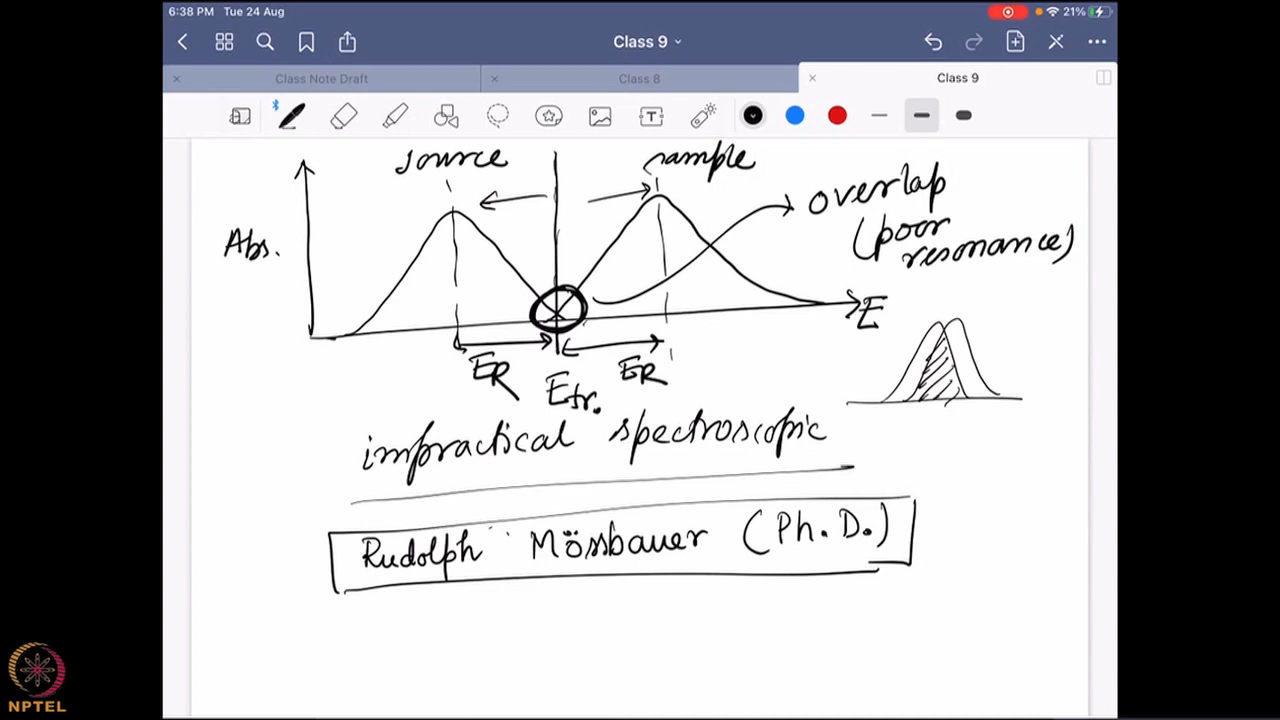 6:38 PM Tue 24 Aug 21%
Class 9
Class Note Draft Class 8 Class 9
T
source sample
overlap
(poor
resonance)
Abs.
E
ER ER
Etr.
impractical spectroscopic
Rudolph Mössbauer (Ph.D.)
NPTEL